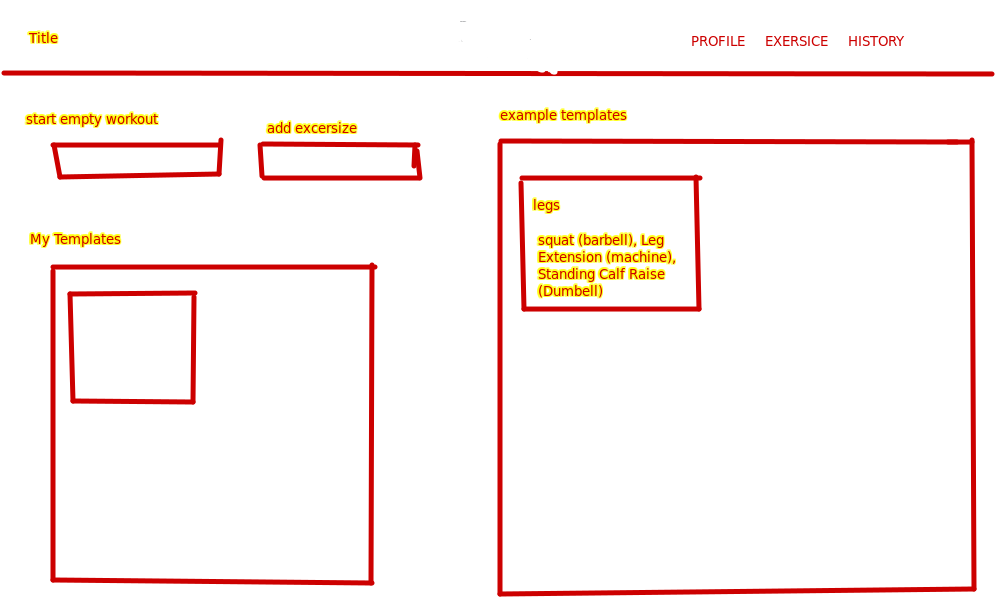 Title
PROFILE EXERSICE HISTORY
start empty workout
add excersize
example templates
legs
squat (barbell), Leg
Extension (machine),
Standing Calf Raise
(Dumbell)
My Templates